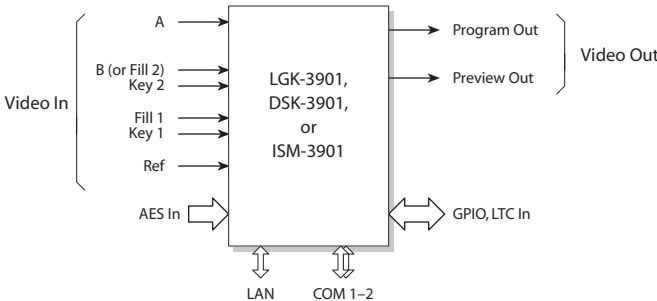 A
B (or Fill 2)
Key 2
Video In
Fill 1
Key 1
Ref
AES In
LGK-3901,
DSK-3901,
or
ISM-3901
Program Out
Preview Out
Video Out
GPIO, LTC In
LAN
COM 1–2